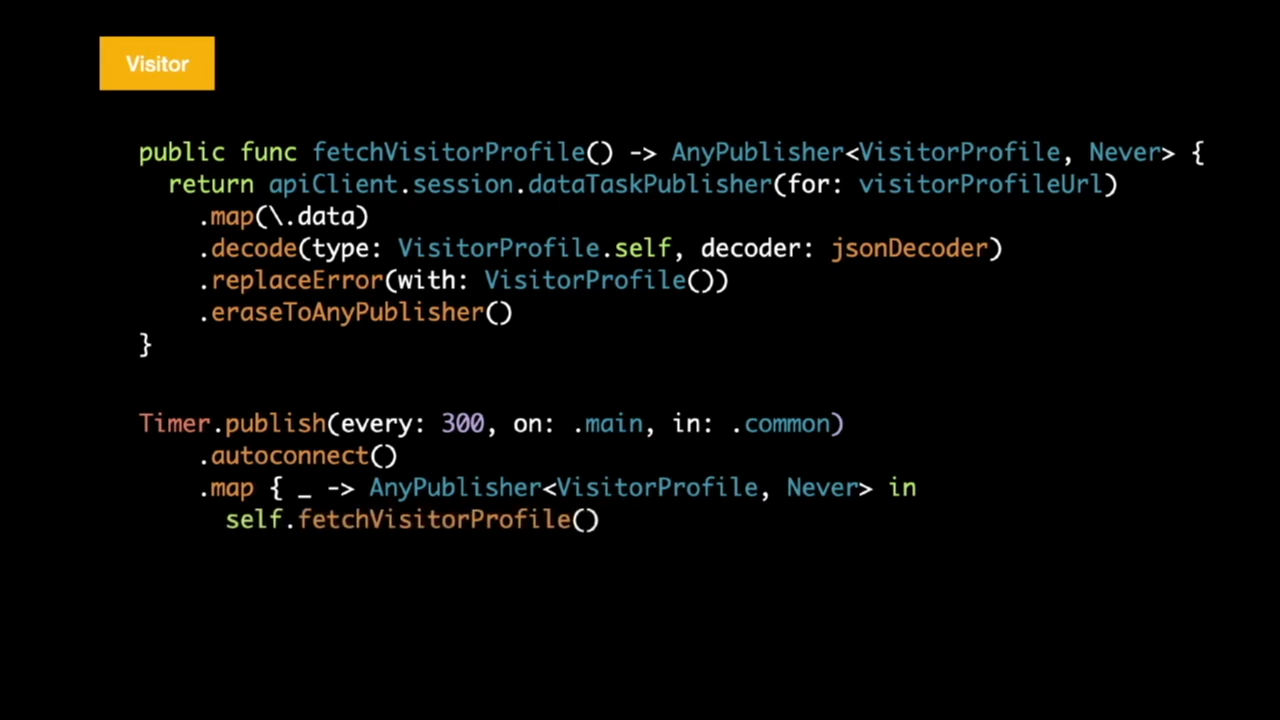 Visitor
public func fetchVisitorProfile() -> AnyPublisher<VisitorProfile, Never> {
return apiClient.session.dataTaskPublisher(for: visitorProfileUrl)
.map(\.data)
.decode(type: VisitorProfile.self, decoder: jsonDecoder)
.replaceError(with: VisitorProfile())
.eraseToAnyPublisher()
}
Timer.publish(every: 300, on: .main, in: .common)
.autoconnect()
.map { _ -> AnyPublisher<VisitorProfile, Never> in
self.fetchVisitorProfile()